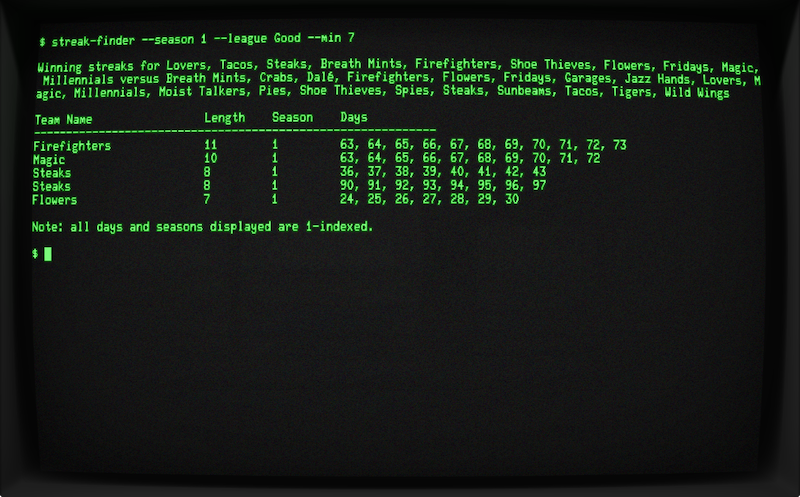 $ streak-finder --season 1 --league Good --min 7
Winning streaks for Lovers, Tacos, Steaks, Breath Mints, Firefighters, Shoe Thieves, Flowers, Fridays, Magic,
Millennials versus Breath Mints, Crabs, Dalé, Firefighters, Flowers, Fridays, Garages, Jazz Hands, Lovers, M
agic, Millennials, Moist Talkers, Pies, Shoe Thieves, Spies, Steaks, Sunbeams, Tacos, Tigers, Wild Wings
Team Name Length Season Days
-----------------------------------------------------------
Firefighters 11 1 63, 64, 65, 66, 67, 68, 69, 70, 71, 72, 73
Magic 10 1 63, 64, 65, 66, 67, 68, 69, 70, 71, 72
Steaks 8 1 36, 37, 38, 39, 40, 41, 42, 43
Steaks 8 1 90, 91, 92, 93, 94, 95, 96, 97
Flowers 7 1 24, 25, 26, 27, 28, 29, 30
Note: all days and seasons displayed are 1-indexed.
$